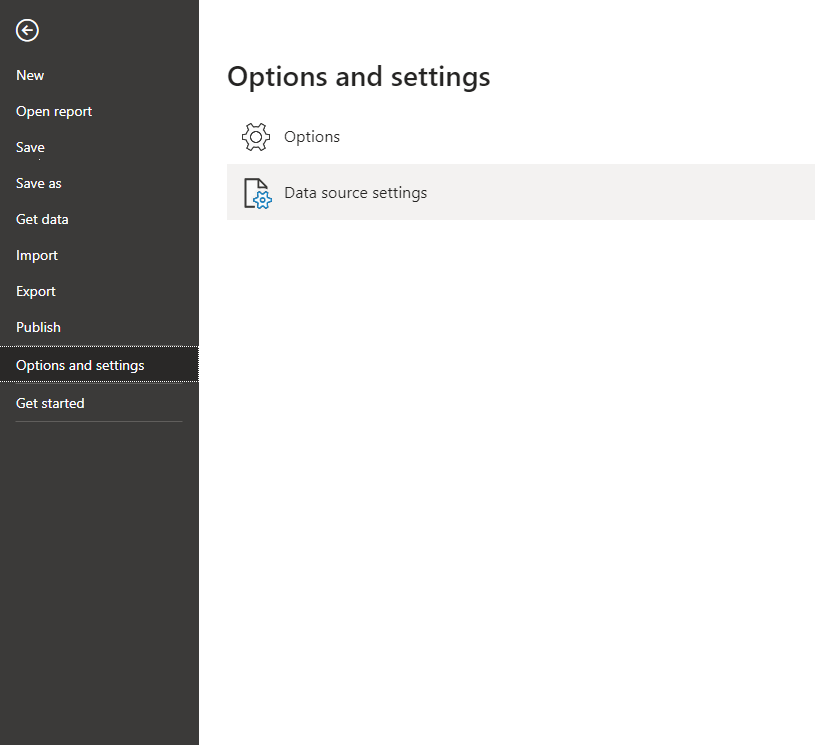 New
Open report
Save
Save as
Get data
Import
Export
Publish
Options and settings
Get started
Options and settings
Options
Data source settings